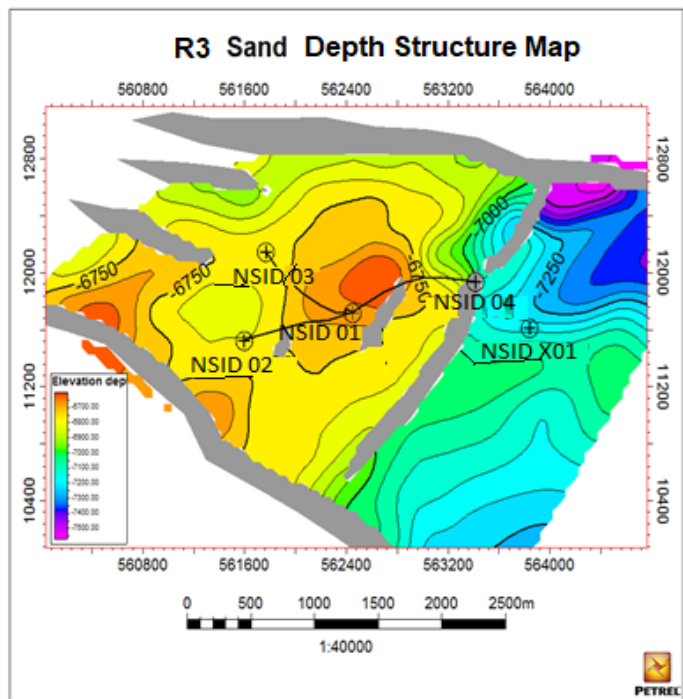 R3 Sand Depth Structure Map
560800 561600 562400 563200 564000
12800 12800
-7000
12000 -6750 -6750 -6750 -7250 12000
NSID 03
NSID 04
NSID 01
NSID X01
NSID 02
11200 11200
Elevation dep
-6700.00
-6800.00
-6900.00
-7000.00
-7100.00
-7200.00
-7300.00
-7400.00
-7500.00
10400 10400
560800 561600 562400 563200 564000
0 500 1000 1500 2000 2500m
1:40000
PETREL